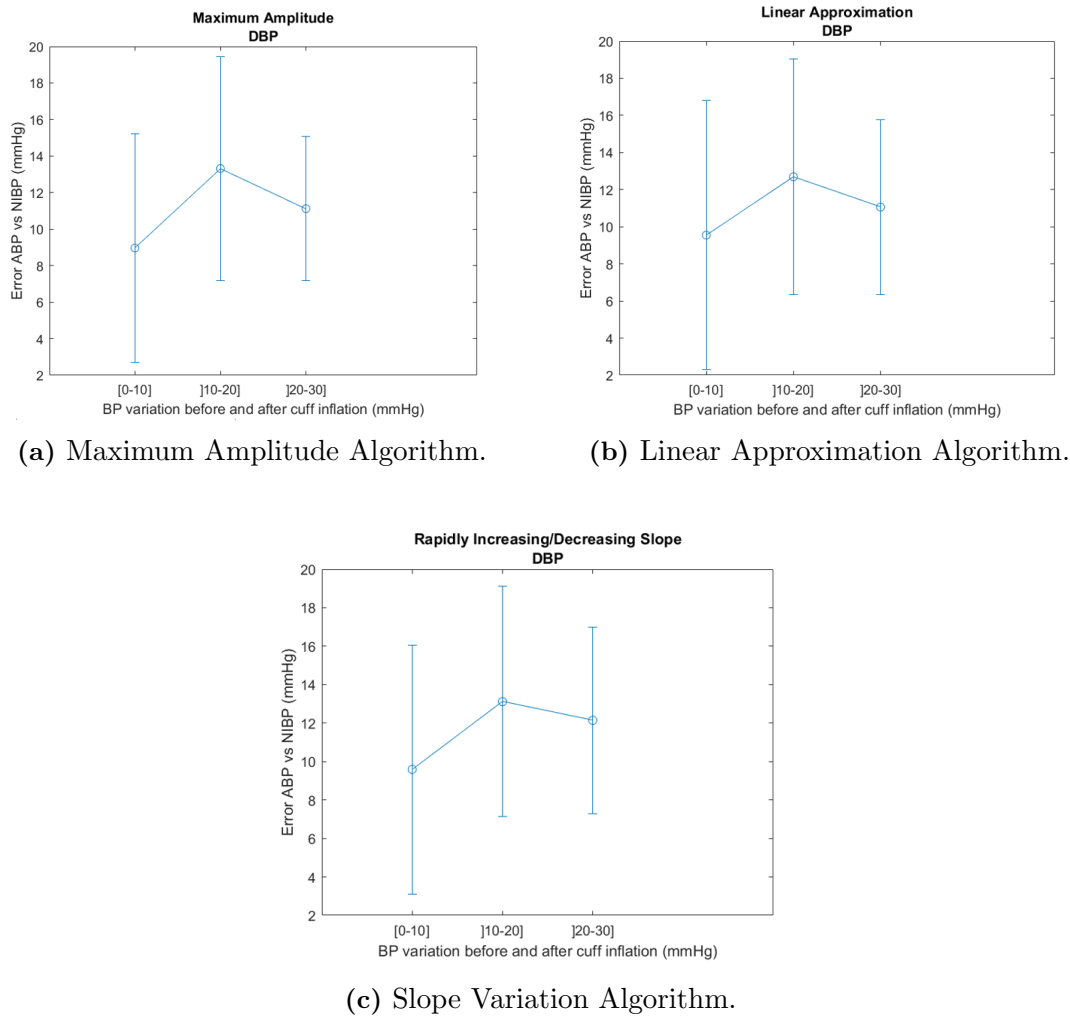 Maximum Amplitude
DBP
20
18
16
14
12
10
8
6
4
2
Error ABP vs NIBP (mmHg)
[0-10]
]10-20]
]20-30]
BP variation before and after cuff inflation (mmHg)
(a) Maximum Amplitude Algorithm.
Linear Approximation
DBP
20
18
16
14
12
10
8
6
4
2
Error ABP vs NIBP (mmHg)
[0-10]
]10-20]
]20-30]
BP variation before and after cuff inflation (mmHg)
(b) Linear Approximation Algorithm.
Rapidly Increasing/Decreasing Slope
DBP
20
18
16
14
12
10
8
6
4
2
Error ABP vs NIBP (mmHg)
[0-10]
]10-20]
]20-30]
BP variation before and after cuff inflation (mmHg)
(c) Slope Variation Algorithm.